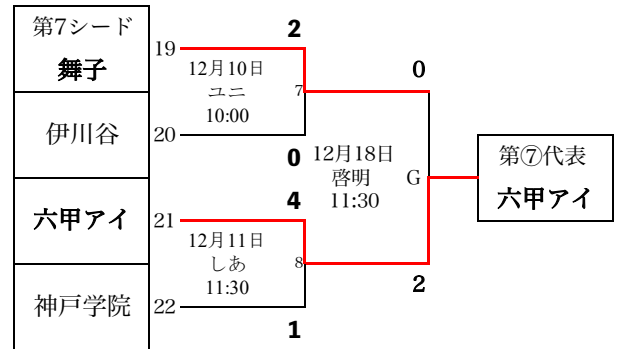 第7シード
舞子
19
2
12月10日
ユニ
10:00
7
0
伊川谷
20
0
12月18日
啓明
11:30
G
第⑦代表
六甲アイ
六甲アイ
21
4
12月11日
しあ
11:30
8
2
神戸学院
22
1